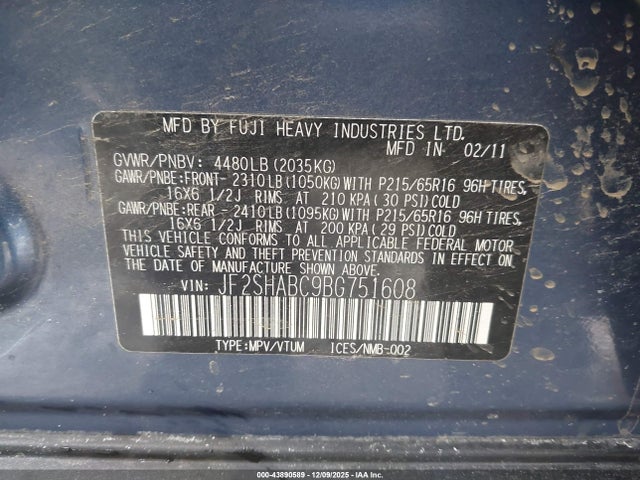 MFD BY FUJI HEAVY INDUSTRIES LTD.
MFD IN 02/11
GVWR/PNBV: 4480LB (2035KG)
GAWR/PNBE:FRONT- 2310LB(1050KG)WITH P215/65R16 96H TIRES,
16X6 1/2J RIMS AT 210 KPA( 30 PSI)COLD
GAWR/PNBE:REAR - 2410LB(1095KG)WITH P215/65R16 96H TIRES,
16X6 1/2J RIMS AT 200 KPA( 29 PSI)COLD
THIS VEHICLE CONFORMS TO ALL APPLICABLE FEDERAL MOTOR
VEHICLE SAFETY AND THEFT PREVENTION STANDARDS IN EFFECT
ON THE DATE OF MANUFACTURE SHOWN ABOVE.
VIN: JF2SHABC9BG751608
TYPE:MPV/VTUM ICES/NMB-002
00-43890589 - 12/09/2025 - © IAA Holdings, LLC